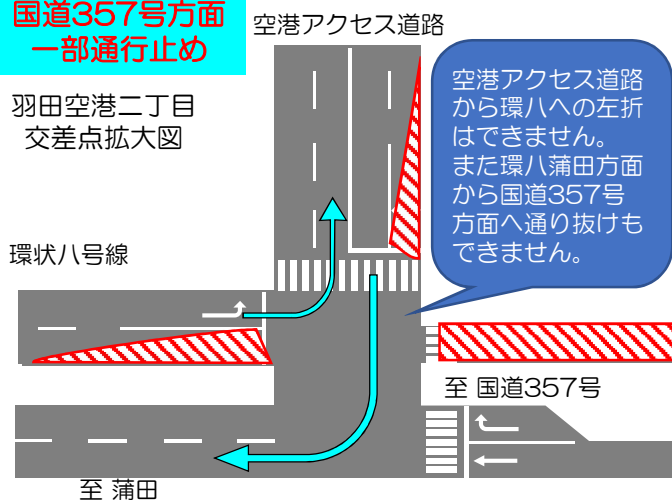 国道357号方面
一部通行止め
空港アクセス道路
羽田空港二丁目
交差点拡大図
空港アクセス道路
から環八への左折
はできません。
また環八蒲田方面
から国道357号
方面へ通り抜けも
できません。
環状八号線
至 国道357号
至 蒲田